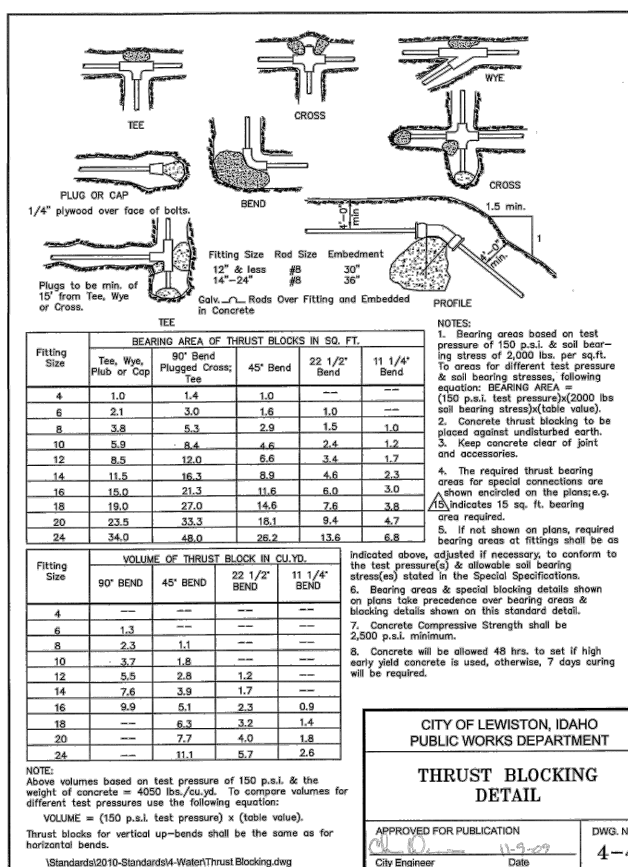 TEE
CROSS
WYE
PLUG OR CAP
1/4" plywood over face of bolts.
BEND
CROSS
4'-0"
min
1.5 min.
1
4'-0"
min.
PROFILE
Plugs to be min. of
15' from Tee, Wye
or Cross.
TEE
Fitting Size Rod Size Embedment
12" & less #8 30"
14"-24" #8 36"
Galv. Rods Over Fitting and Embedded
in Concrete
BEARING AREA OF THRUST BLOCKS IN SQ. FT.
Fitting Size | Tee, Wye, Plub or Cap | 90° Bend Plugged Cross; Tee | 45° Bend | 22 1/2° Bend | 11 1/4° Bend
4 1.0 1.4 1.0 -- --
6 2.1 3.0 1.6 1.0 --
8 3.8 5.3 2.9 1.5 1.0
10 5.9 8.4 4.6 2.4 1.2
12 8.5 12.0 6.6 3.4 1.7
14 11.5 16.3 8.9 4.6 2.3
16 15.0 21.3 11.6 6.0 3.0
18 19.0 27.0 14.6 7.6 3.8
20 23.5 33.3 18.1 9.4 4.7
24 34.0 48.0 26.2 13.6 6.8
VOLUME OF THRUST BLOCK IN CU.YD.
Fitting Size | 90° BEND | 45° BEND | 22 1/2° BEND | 11 1/4° BEND
4 -- -- -- --
6 1.3 -- -- --
8 2.3 1.1 -- --
10 3.7 1.8 -- --
12 5.5 2.8 1.2 --
14 7.6 3.9 1.7 --
16 9.9 5.1 2.3 0.9
18 -- 6.3 3.2 1.4
20 -- 7.7 4.0 1.8
24 -- 11.1 5.7 2.6
NOTE:
Above volumes based on test pressure of 150 p.s.i. & the
weight of concrete = 4050 lbs./cu.yd. To compare volumes for
different test pressures use the following equation:
VOLUME = (150 p.s.i. test pressure) x (table value).
Thrust blocks for vertical up-bends shall be the same as for
horizontal bends.
\Standards\2010-Standards\4-Water\Thrust Blocking.dwg
NOTES:
1. Bearing areas based on test
pressure of 150 p.s.i. & soil bear-
ing stress of 2,000 lbs. per sq.ft.
To areas for different test pressure
& soil bearing stresses, following
equation: BEARING AREA =
(150 p.s.i. test pressure)x(2000 lbs
soil bearing stress)x(table value).
2. Concrete thrust blocking to be
placed against undisturbed earth.
3. Keep concrete clear of joint
and accessories.
4. The required thrust bearing
areas for special connections are
shown encircled on the plans; e.g.
15 indicates 15 sq. ft. bearing
area required.
5. If not shown on plans, required
bearing areas at fittings shall be as
indicated above, adjusted if necessary, to conform to
the test pressure(s) & allowable soil bearing
stress(es) stated in the Special Specifications.
6. Bearing areas & special blocking details shown
on plans take precedence over bearing areas &
blocking details shown on this standard detail.
7. Concrete Compressive Strength shall be
2,500 p.s.i. minimum.
8. Concrete will be allowed 48 hrs. to set if high
early yield concrete is used, otherwise, 7 days curing
will be required.
CITY OF LEWISTON, IDAHO
PUBLIC WORKS DEPARTMENT
THRUST BLOCKING
DETAIL
APPROVED FOR PUBLICATION
11-9-09
City Engineer Date
DWG. N
4-4